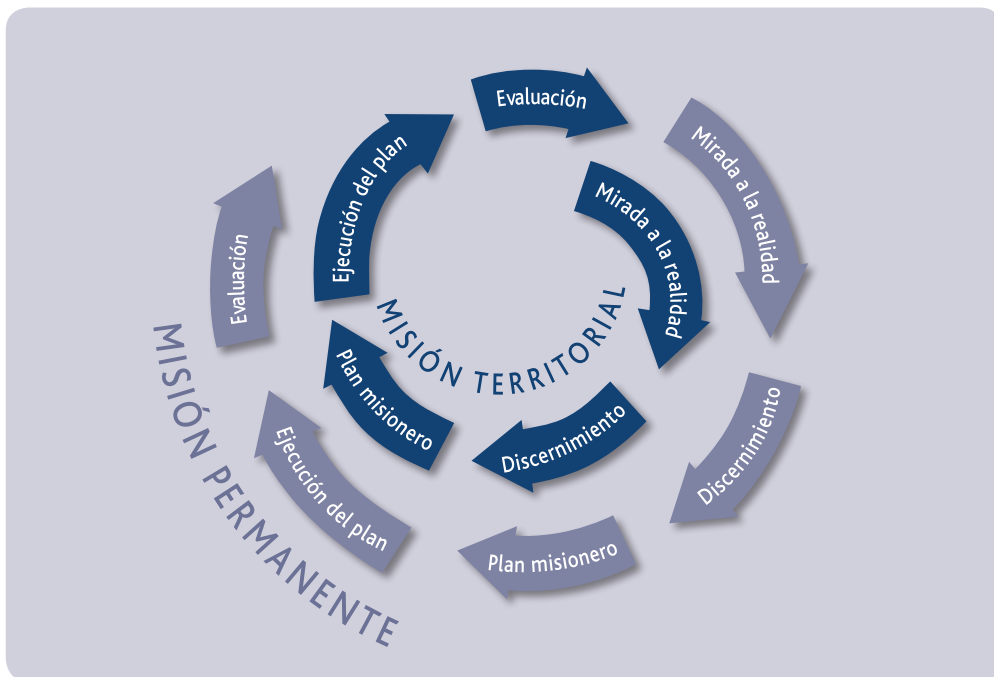 Mirada a la realidad
Discernimiento
Plan misionero
Ejecución del plan
Evaluación
MISIÓN TERRITORIAL
Mirada a la realidad
Discernimiento
Plan misionero
Ejecución del plan
Evaluación
MISIÓN PERMANENTE